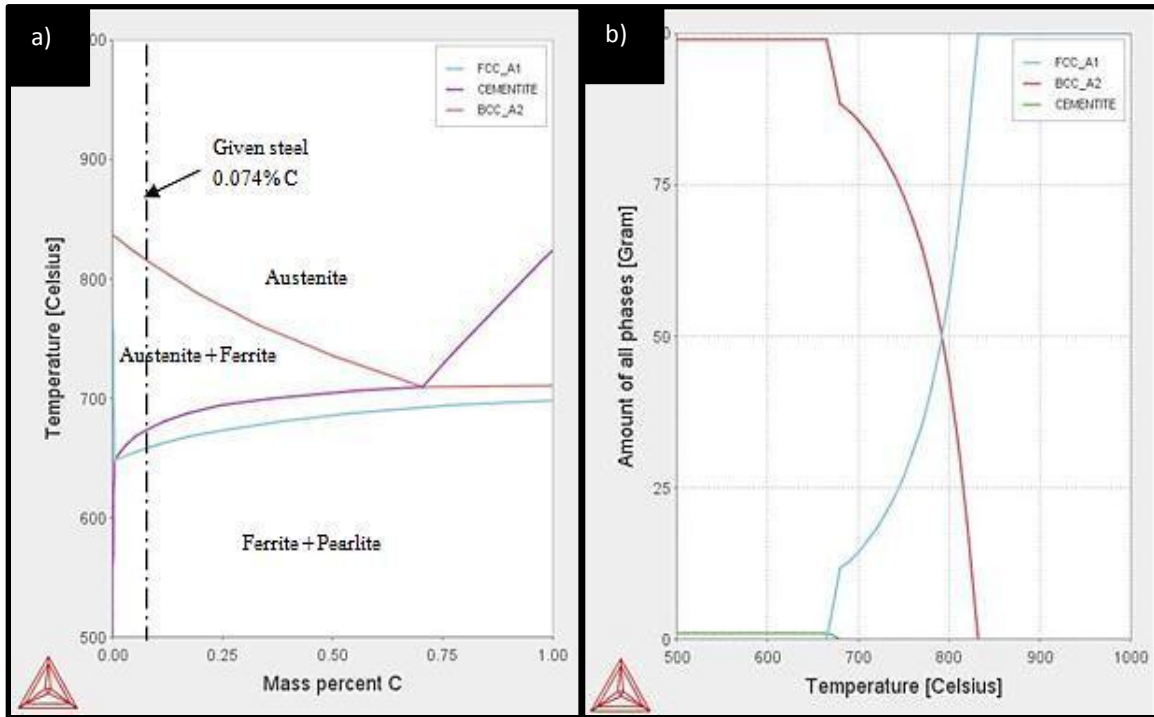 a)
FCC_A1
CEMENTITE
BCC_A2
Given steel
0.074% C
Austenite
Austenite + Ferrite
Ferrite + Pearlite
Temperature [Celsius]
900
800
700
600
500
0.00 0.25 0.50 0.75 1.00
Mass percent C
b)
FCC_A1
BCC_A2
CEMENTITE
Amount of all phases [Gram]
75
50
25
0
500 600 700 800 900 1000
Temperature [Celsius]